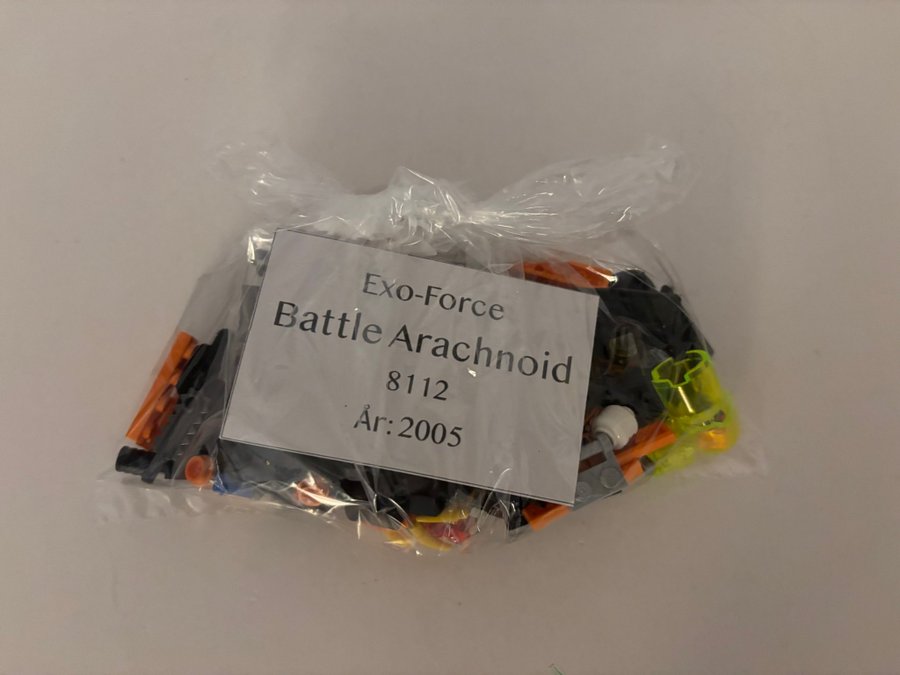 Exo-Force
Battle Arachnoid
8112
År: 2005